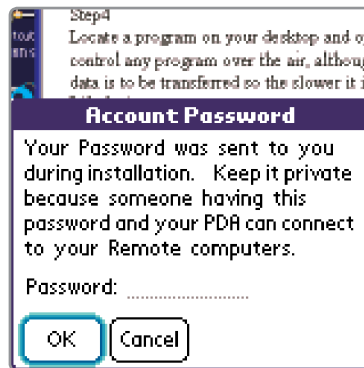 Step4
Locate a program on your desktop and
control any program over the air,
data is to be transferred so the slower it
Account Password
Your Password was sent to you
during installation. Keep it private
because someone having this
password and your PDA can connect
to your Remote computers.
Password:
OK
Cancel